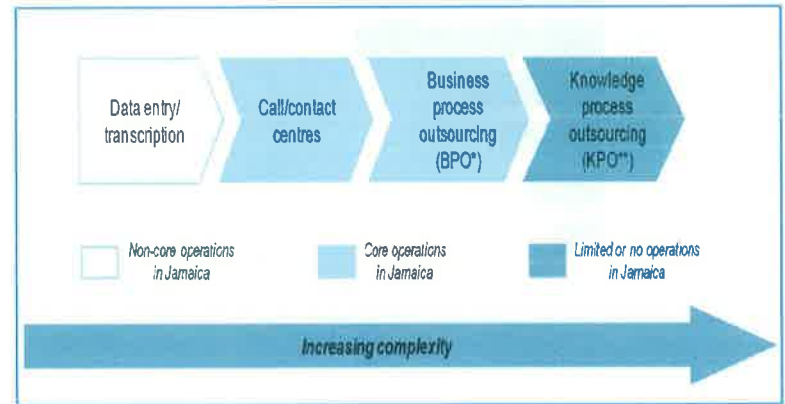 Data entry/
transcription
Call/contact
centres
Business
process
outsourcing
(BPO*)
Knowledge
process
outsourcing
(KPO**)
Non-core operations
in Jamaica
Core operations
in Jamaica
Limited or no operations
in Jamaica
Increasing complexity